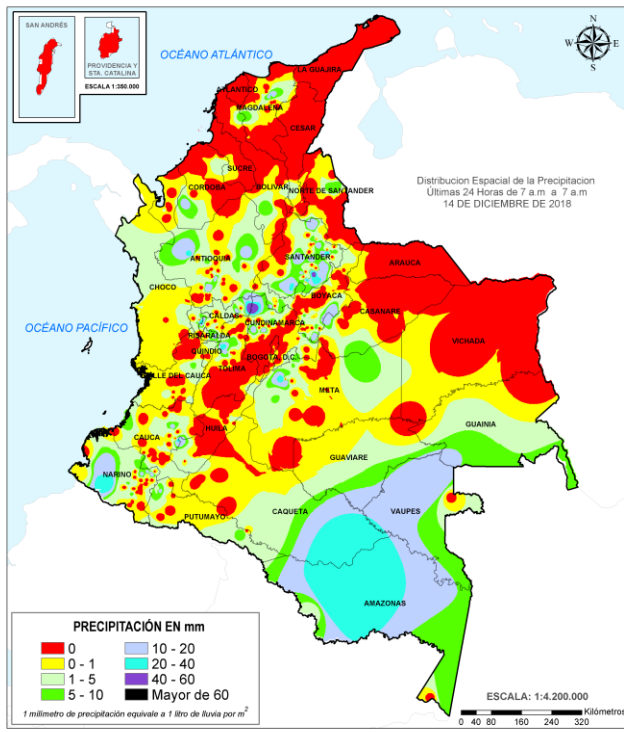 SAN ANDRÉS
PROVIDENCIA Y
STA. CATALINA
ESCALA 1:350.000
OCÉANO ATLÁNTICO
N
W
E
S
LA GUAJIRA
ATLANTICO
MAGDALENA
CESAR
SUCRE
CORDOBA
BOLIVAR
NORTE DE SANTANDER
Distribucion Espacial de la Precipitacion
Últimas 24 Horas de 7 a.m a 7 a.m
14 DE DICIEMBRE DE 2018
ANTIOQUIA
SANTANDER
ARAUCA
CHOCO
BOYACA
CASANARE
OCÉANO PACÍFICO
CALDAS
CUNDINAMARCA
RISARALDA
VICHADA
QUINDIO
BOGOTA, D.C.
TOLIMA
VALLE DEL CAUCA
META
GUAINIA
HUILA
CAUCA
GUAVIARE
NARIÑO
CAQUETA
VAUPES
PUTUMAYO
AMAZONAS
PRECIPITACIÓN EN mm
0
10 - 20
0 - 1
20 - 40
1 - 5
40 - 60
5 - 10
Mayor de 60
1 milimetro de precipitación equivale a 1 litro de lluvia por m2
ESCALA: 1:4.200.000
Kilómetros
0 40 80 160 240 320